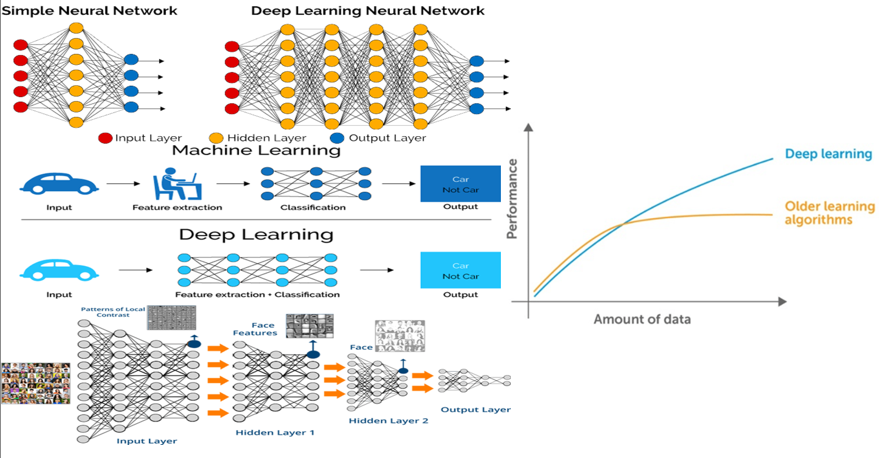 Simple Neural Network
Deep Learning Neural Network
Input Layer
Hidden Layer
Output Layer
Machine Learning
Input
Feature extraction
Classification
Car
Not Car
Output
Deep Learning
Input
Feature extraction + Classification
Car
Not Car
Output
Patterns of Local
Contrast
Face
Features
Face
Input Layer
Hidden Layer 1
Hidden Layer 2
Output Layer
Performance
Deep learning
Older learning
algorithms
Amount of data